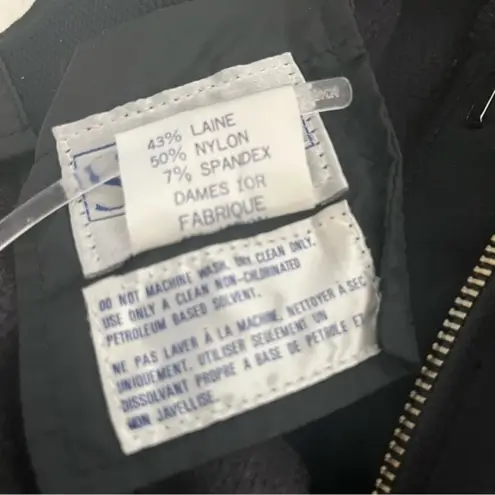 43% LAINE
50% NYLON
7% SPANDEX
DAMES 10R
FABRIQUE
DO NOT MACHINE WASH, DRY CLEAN ONLY.
USE ONLY A CLEAN NON-CHLORINATED
PETROLEUM BASED SOLVENT.
NE PAS LAVER À LA MACHINE. NETTOYER À SEC
UNIQUEMENT. UTILISER SEULEMENT UN
DISSOLVANT PROPRE A BASE DE PETROLE ET
NON JAVELLISE.